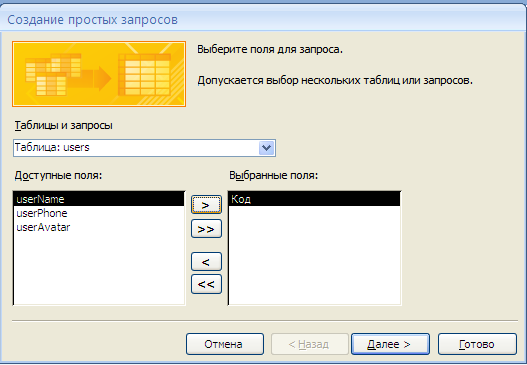 Создание простых запросов
Выберите поля для запроса.
Допускается выбор нескольких таблиц или запросов.
Таблицы и запросы
Таблица: users
Доступные поля:
Выбранные поля:
userName
userPhone
userAvatar
>
>>
<
<<
Код
Отмена
< Назад
Далее >
Готово